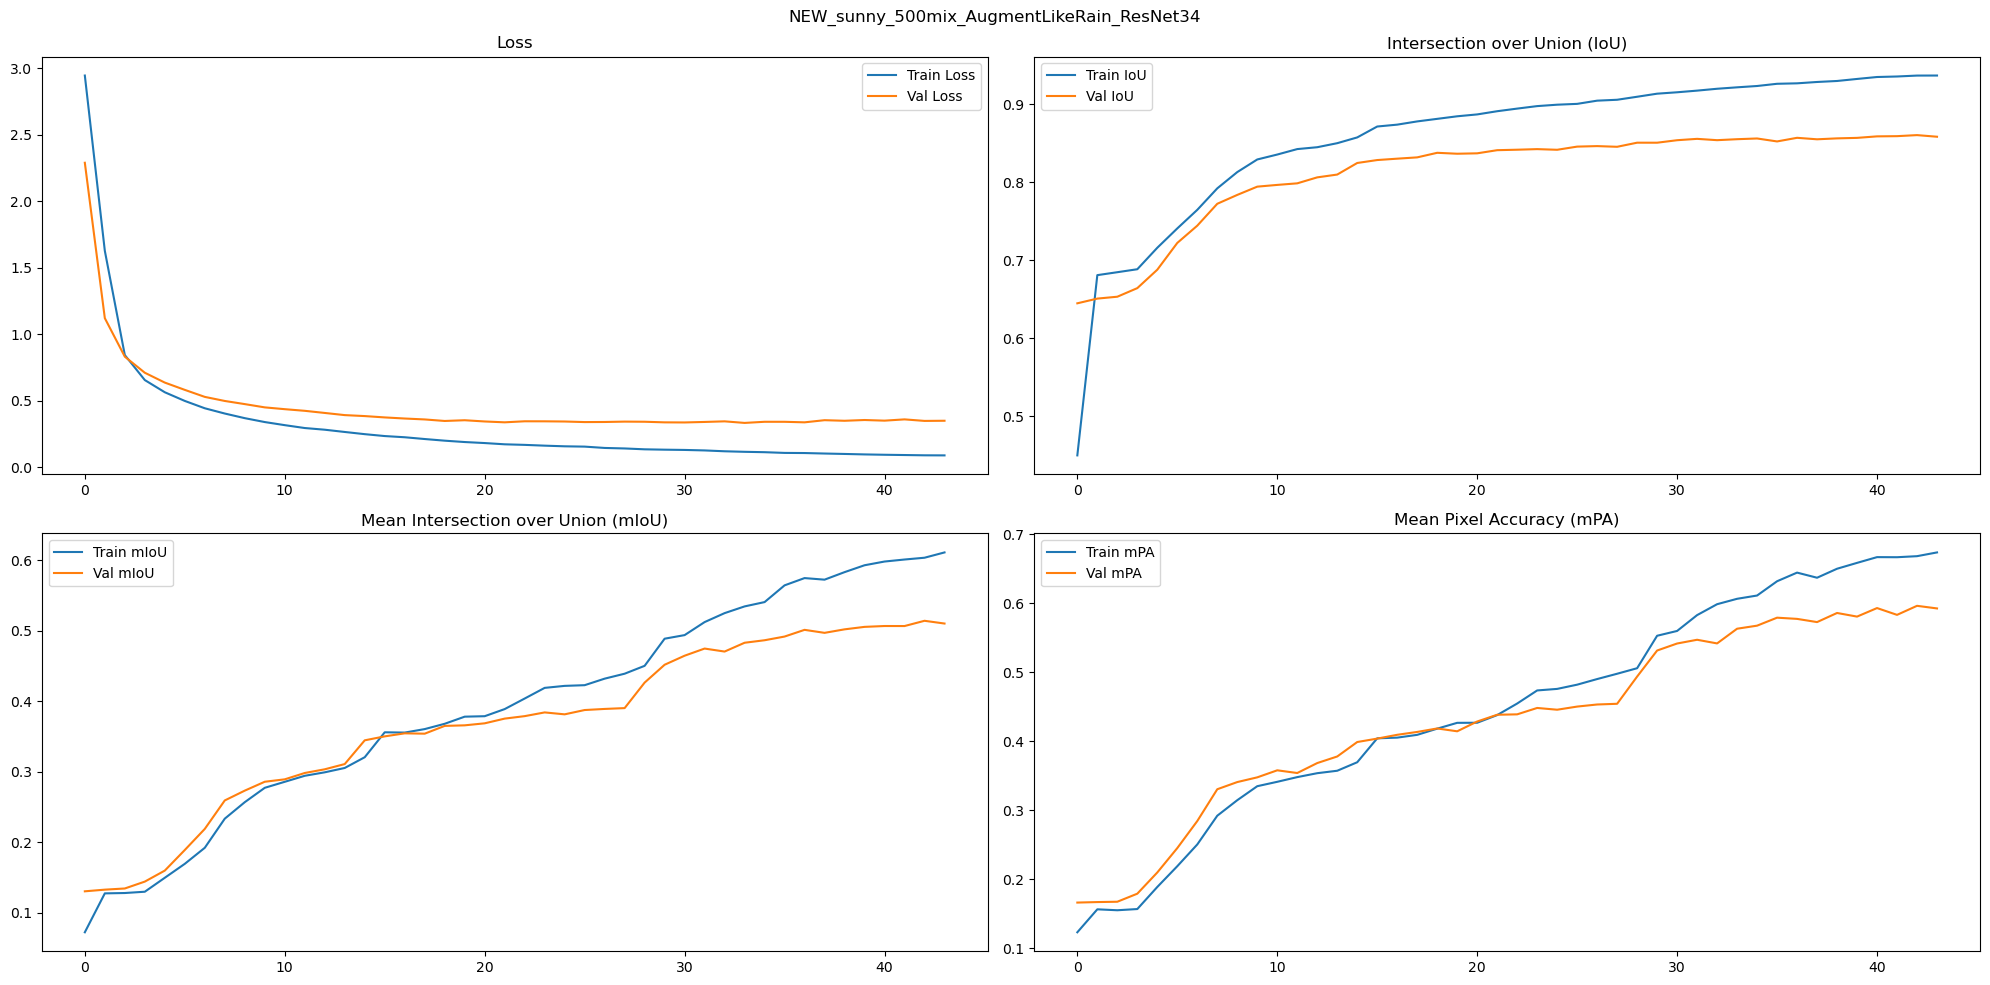 NEW_sunny_500mix_AugmentLikeRain_ResNet34
Loss
Train Loss
Val Loss
3.0
2.5
2.0
1.5
1.0
0.5
0.0
0 10 20 30 40
Intersection over Union (IoU)
Train IoU
Val IoU
0.9
0.8
0.7
0.6
0.5
0 10 20 30 40
Mean Intersection over Union (mIoU)
Train mIoU
Val mIoU
0.6
0.5
0.4
0.3
0.2
0.1
0 10 20 30 40
Mean Pixel Accuracy (mPA)
Train mPA
Val mPA
0.7
0.6
0.5
0.4
0.3
0.2
0.1
0 10 20 30 40